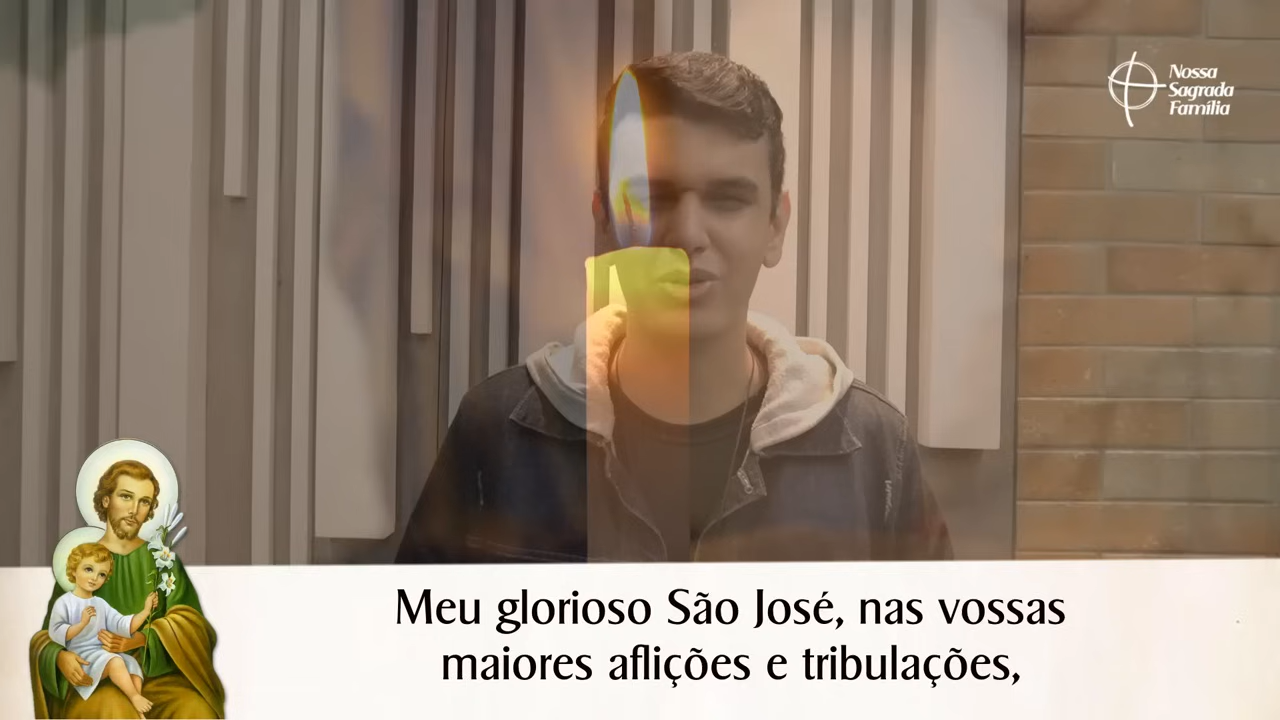 Nossa
Sagrada
Família
Meu glorioso São José, nas vossas
maiores aflições e tribulações,